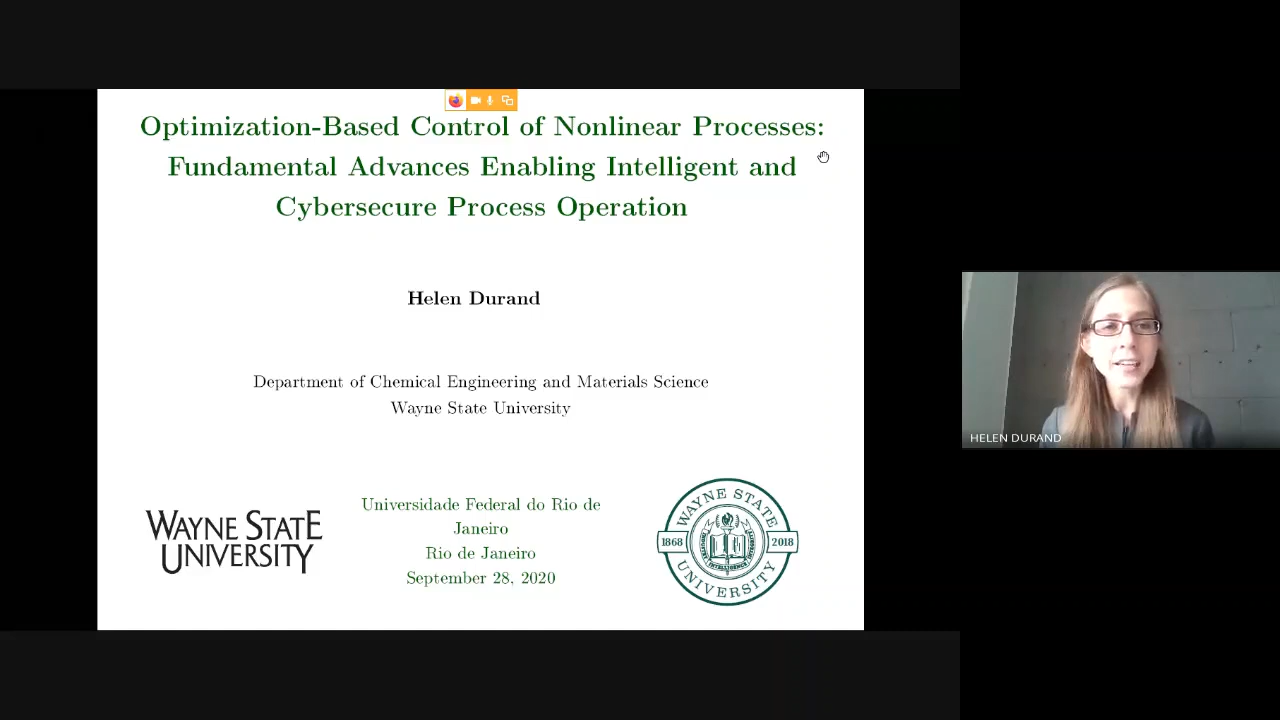 Optimization-Based Control of Nonlinear Processes:
Fundamental Advances Enabling Intelligent and
Cybersecure Process Operation
Helen Durand
Department of Chemical Engineering and Materials Science
Wayne State University
WAYNE STATE
UNIVERSITY
Universidade Federal do Rio de
Janeiro
Rio de Janeiro
September 28, 2020
WAYNE STATE
1868
2018
UNIVERSITY
HELEN DURAND